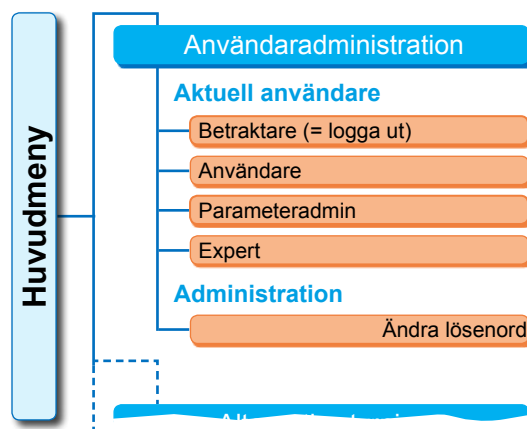 Huvudmeny
Användaradministration
Aktuell användare
Betraktare (= logga ut)
Användare
Parameteradmin
Expert
Administration
Ändra lösenord